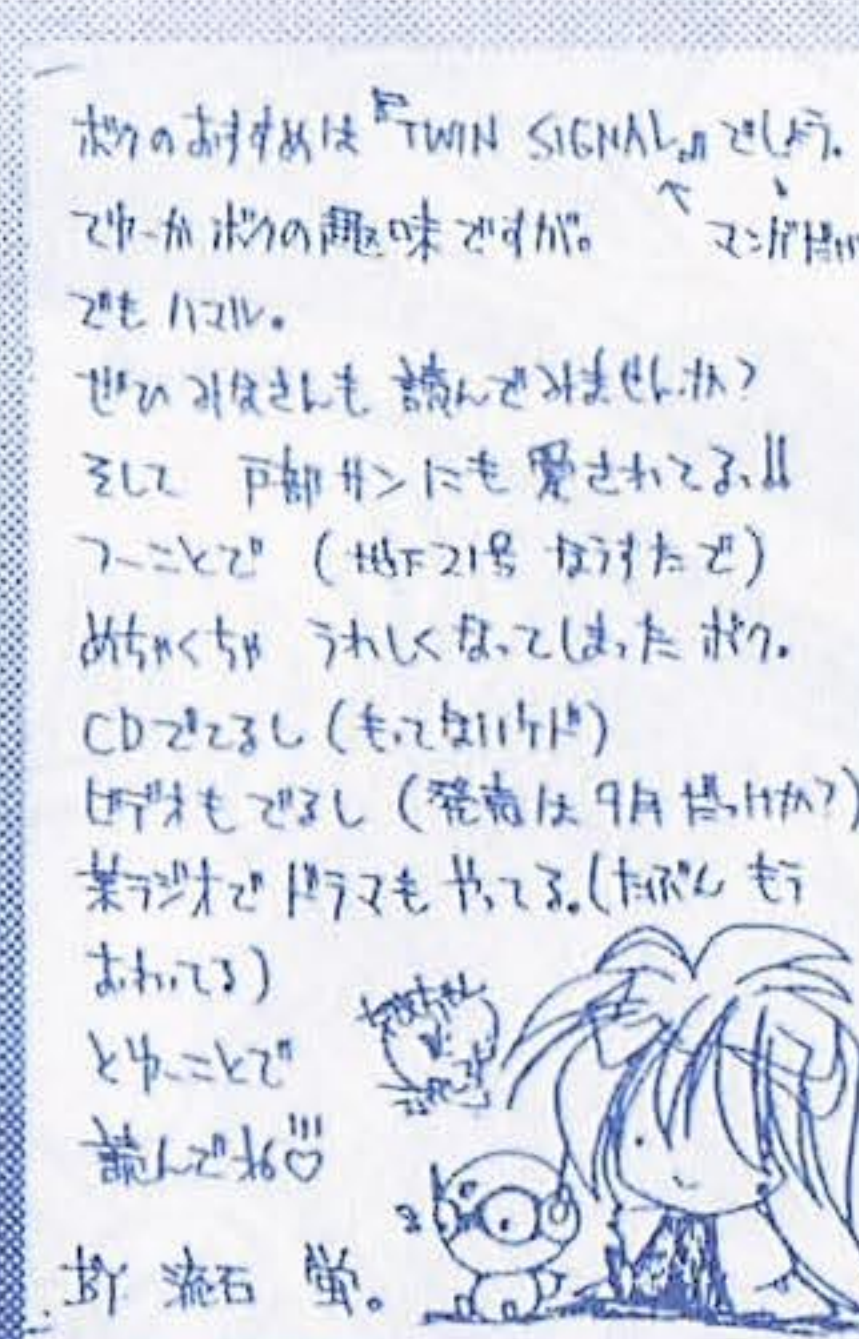 ボクのおすすめは『TWIN SIGNAL。』でしょう。
てゆーか ボクの趣味ですが。 ↑ マンガだが
でも ハマル。
ぜひ みなさんも 読んでみませんか?
そして 戸部サンにも 愛されてる、!!
つーことで (地下21号 なうすたで)
めちゃくちゃ うれしくなってしまった ボク。
CDでてるし (もってないケド)
ビデオもでるし (発売は 9月 だっけか?)
某ラジオで ドラマも やってる。(たぶん もう
おわってる)
とゆーことで
読んでね!!!♡
BY 流石 蛍。